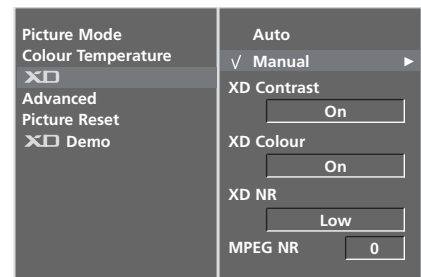 Picture Mode
Colour Temperature
XD
Advanced
Picture Reset
XD Demo
Auto
√ Manual ►
XD Contrast
On
XD Colour
On
XD NR
Low
MPEG NR 0